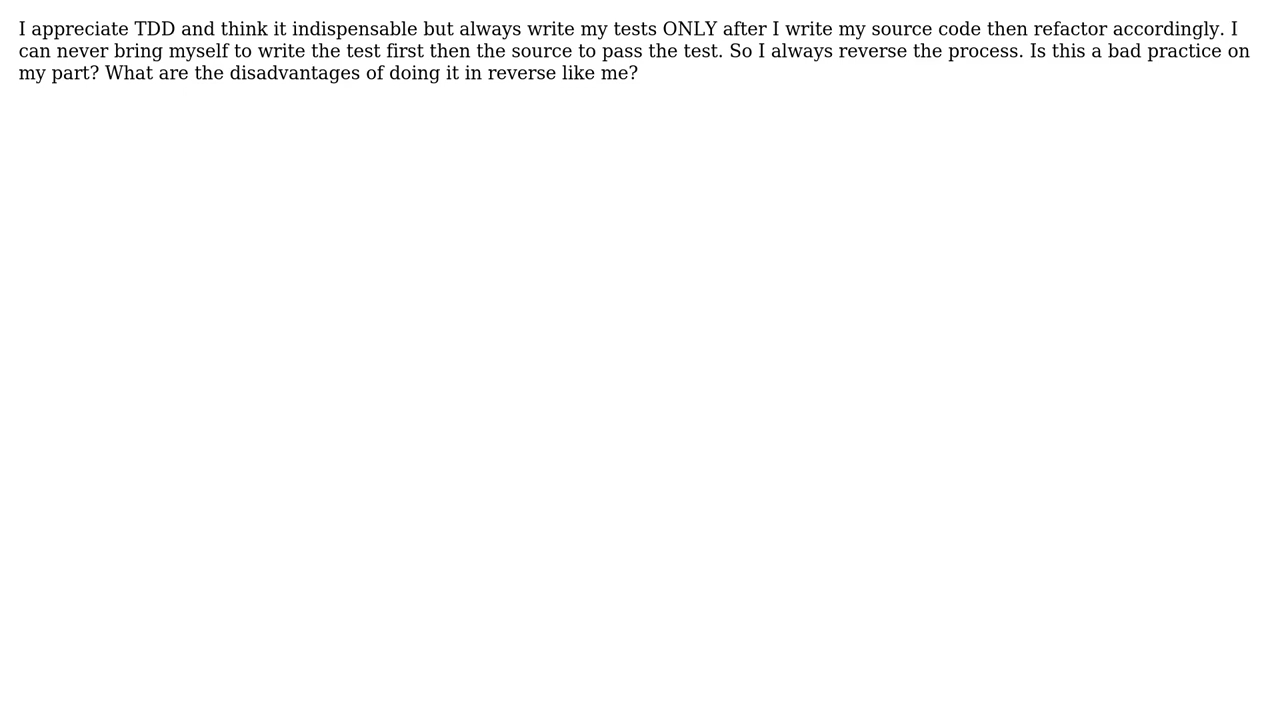 I appreciate TDD and think it indispensable but always write my tests ONLY after I write my source code then refactor accordingly. I
can never bring myself to write the test first then the source to pass the test. So I always reverse the process. Is this a bad practice on
my part? What are the disadvantages of doing it in reverse like me?